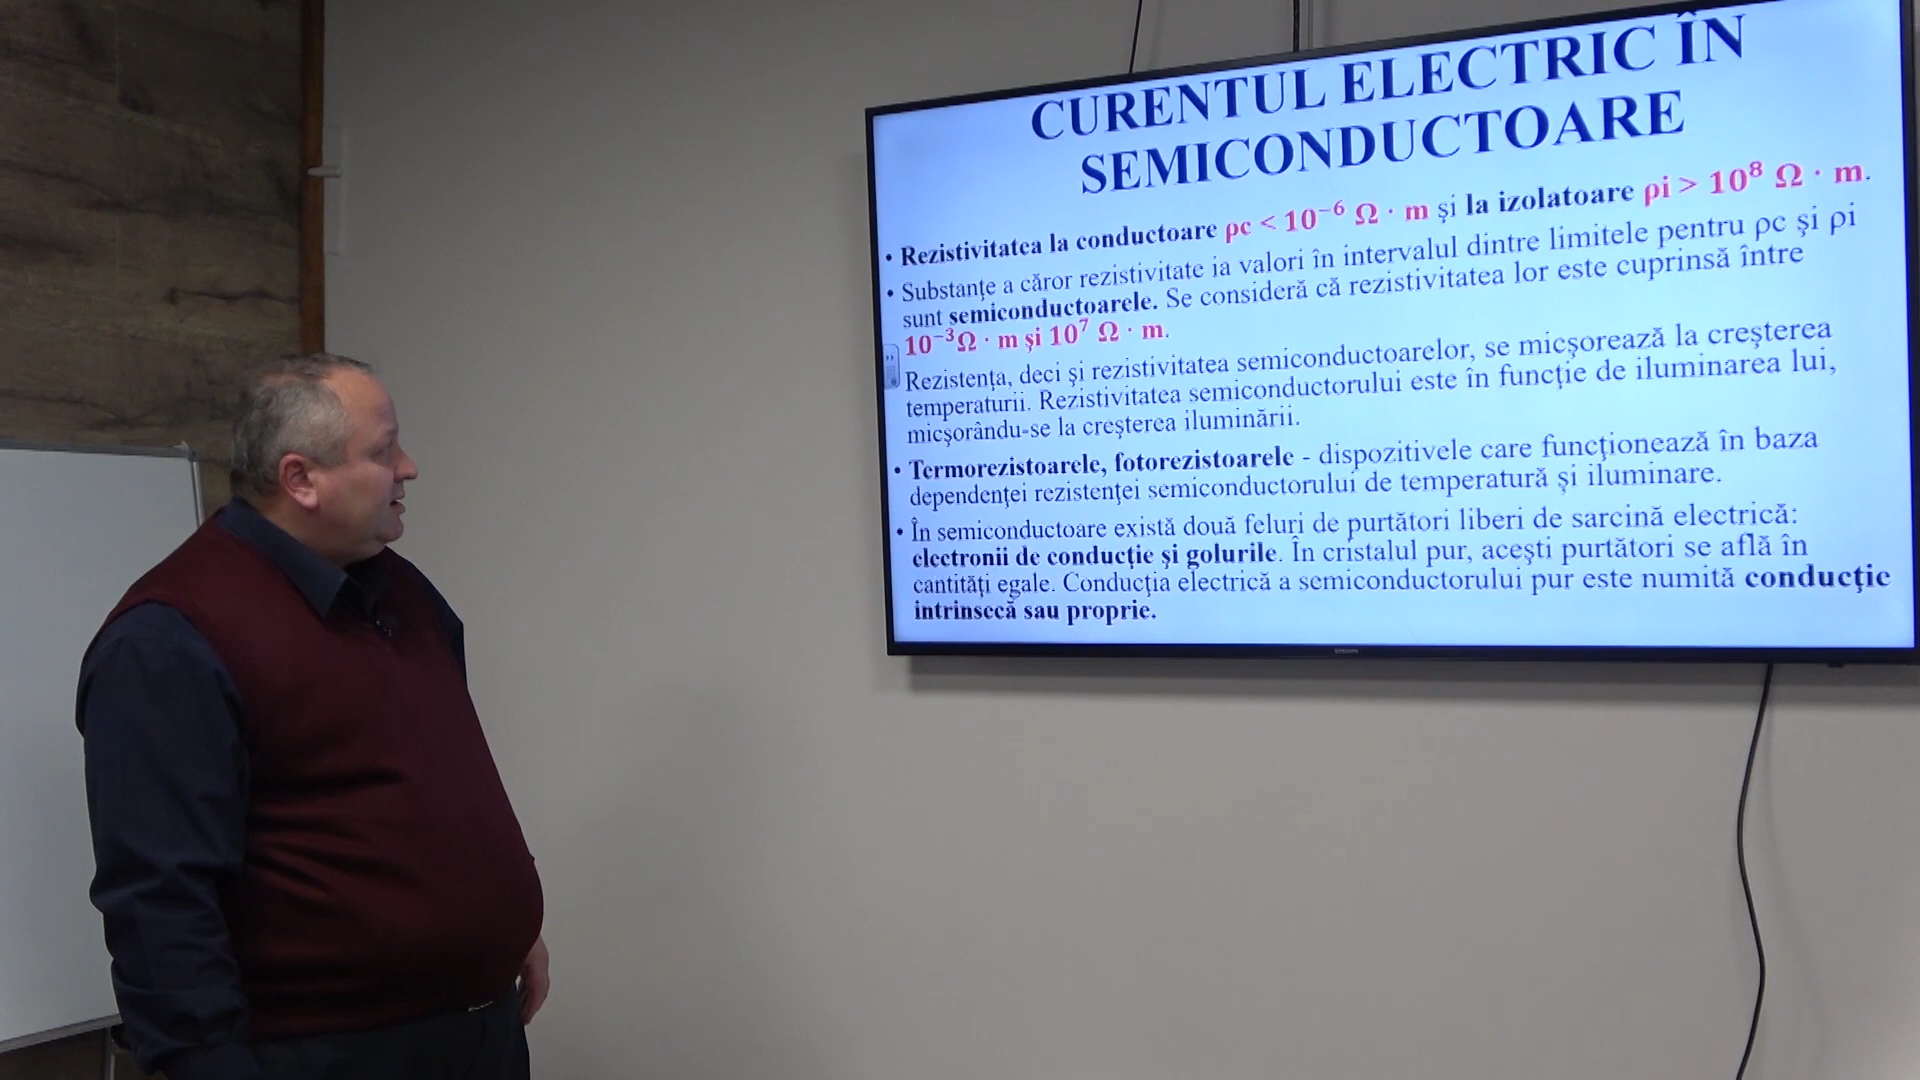 CURENTUL ELECTRIC ÎN
SEMICONDUCTOARE
• Rezistivitatea la conductoare ρc < 10⁻⁶ Ω · m şi la izolatoare ρi > 10⁸ Ω · m.
• Substanţe a căror rezistivitate ia valori în intervalul dintre limitele pentru ρc şi ρi
sunt semiconductoarele. Se consideră că rezistivitatea lor este cuprinsă între
10⁻³Ω · m şi 10⁷ Ω · m.
Rezistenţa, deci şi rezistivitatea semiconductoarelor, se micşorează la creşterea
temperaturii. Rezistivitatea semiconductorului este în funcţie de iluminarea lui,
micşorându-se la creşterea iluminării.
• Termorezistoarele, fotorezistoarele - dispozitivele care funcţionează în baza
dependenţei rezistenţei semiconductorului de temperatură şi iluminare.
• În semiconductoare există două feluri de purtători liberi de sarcină electrică:
electronii de conducţie şi golurile. În cristalul pur, aceşti purtători se află în
cantităţi egale. Conducţia electrică a semiconductorului pur este numită conducţie
intrinsecă sau proprie.
SAMSUNG